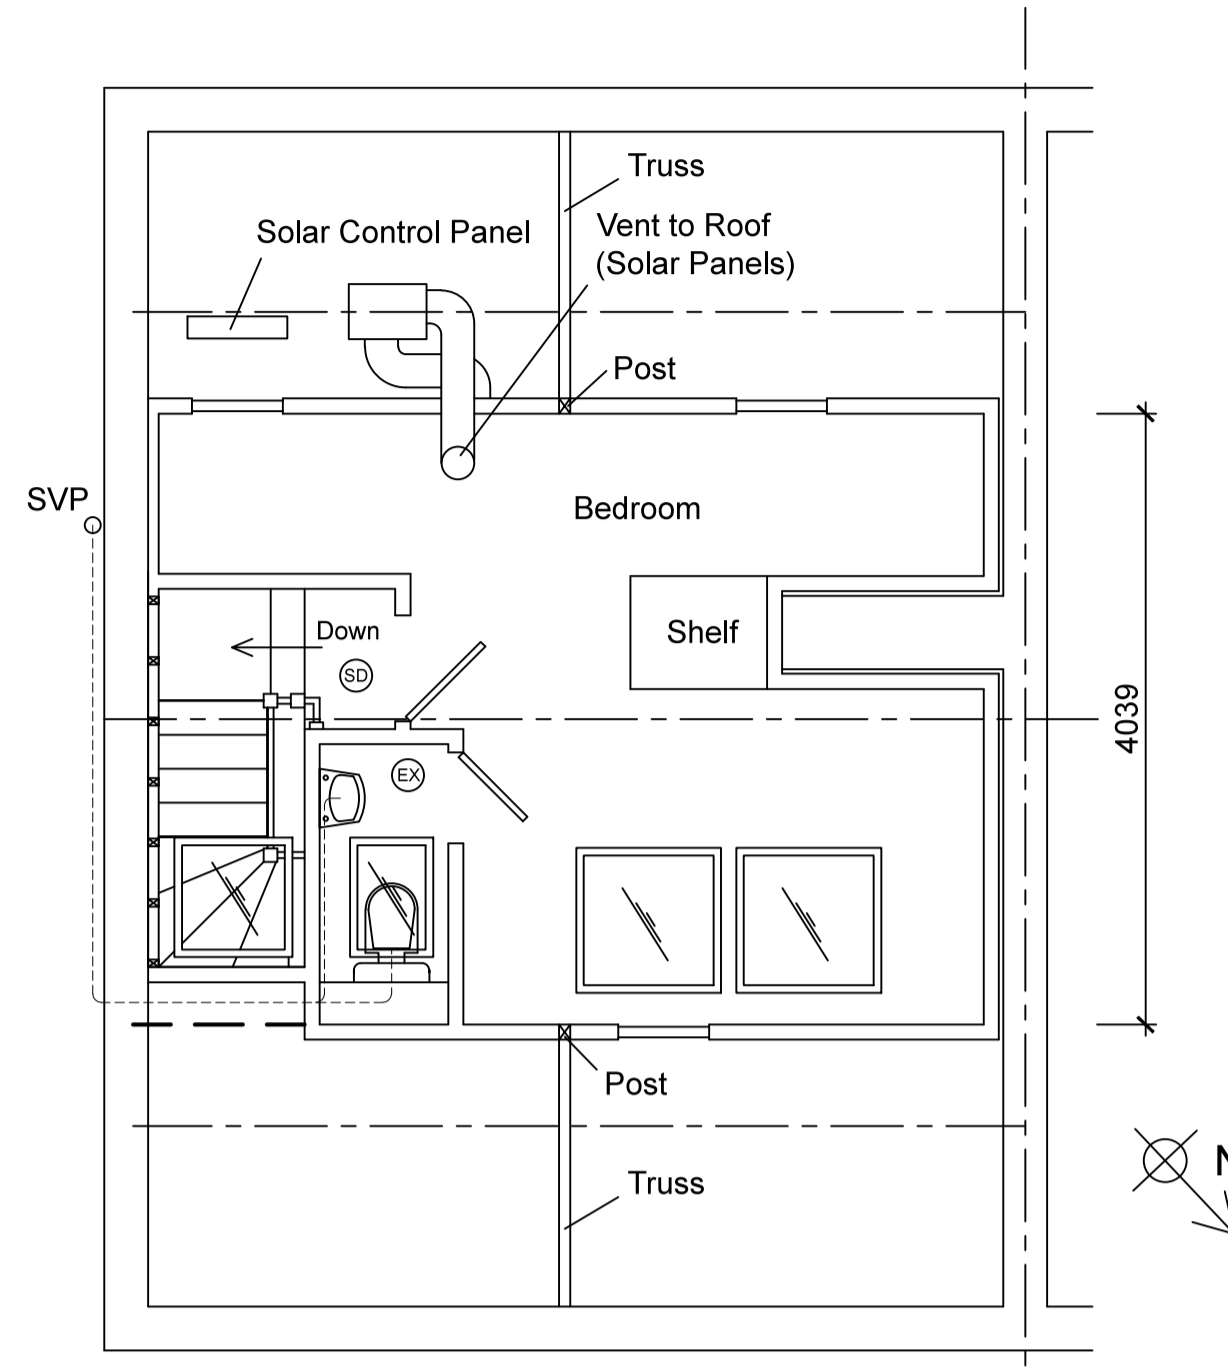 Truss
Solar Control Panel
Vent to Roof
(Solar Panels)
Post
SVP
Bedroom
Down
Shelf
SD
4039
EX
Post
N
Truss